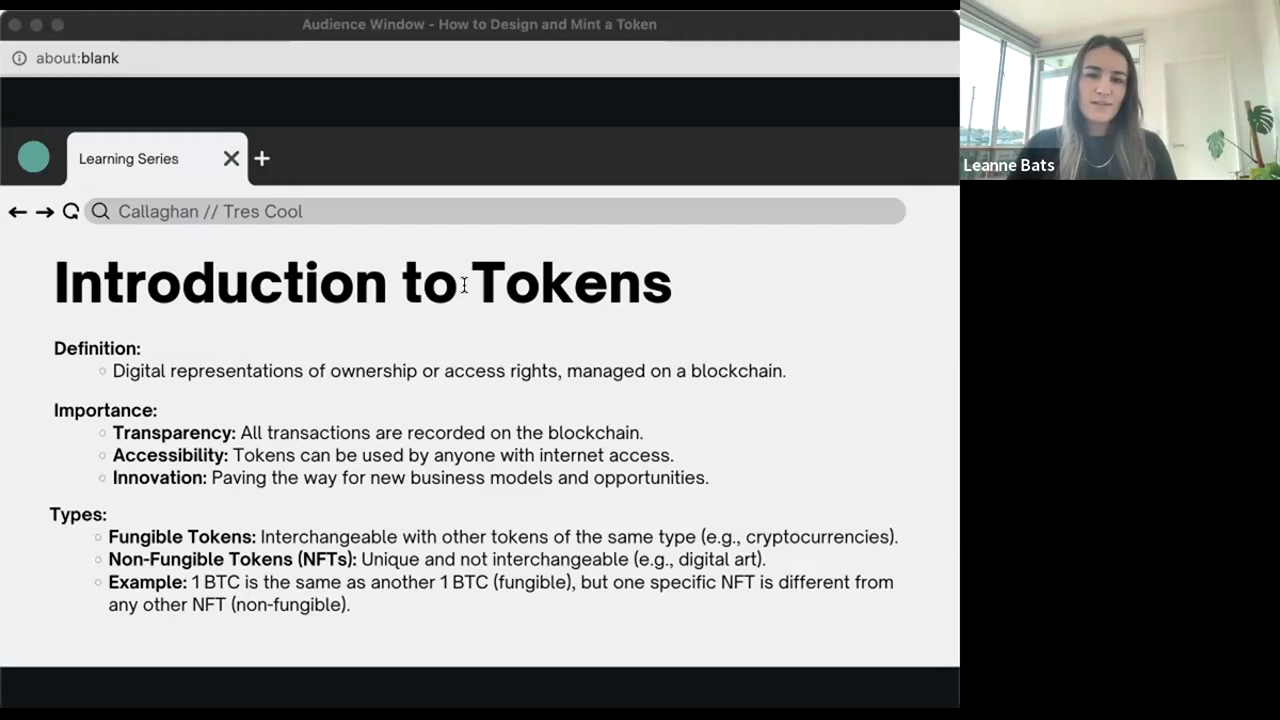 Audience Window - How to Design and Mint a Token
about:blank
Learning Series
Callaghan // Tres Cool
Introduction to Tokens
Definition:
Digital representations of ownership or access rights, managed on a blockchain.
Importance:
Transparency: All transactions are recorded on the blockchain.
Accessibility: Tokens can be used by anyone with internet access.
Innovation: Paving the way for new business models and opportunities.
Types:
Fungible Tokens: Interchangeable with other tokens of the same type (e.g., cryptocurrencies).
Non-Fungible Tokens (NFTs): Unique and not interchangeable (e.g., digital art).
Example: 1 BTC is the same as another 1 BTC (fungible), but one specific NFT is different from
any other NFT (non-fungible).
Leanne Bats